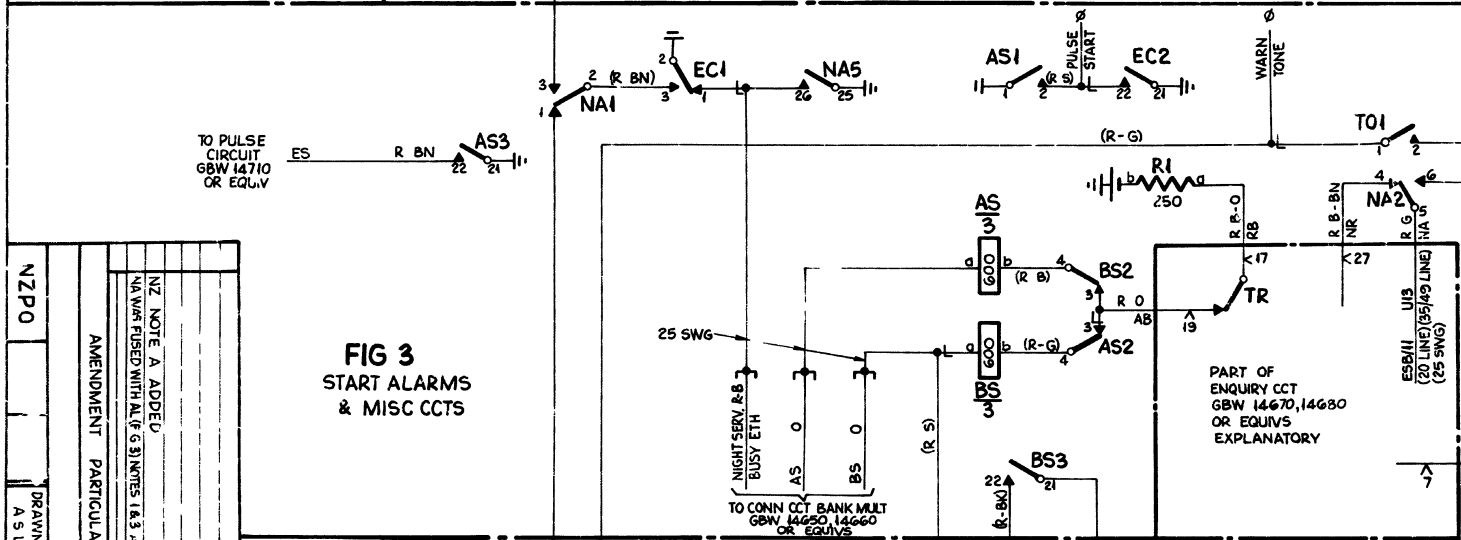 Ø
Ø
AS1
PULSE
START
EC2
WARN
TONE
1
2
(R S)
22
21
2
EC1
3
1
NA5
26
25
3
1
2
NA1
(R BN)
TO PULSE
CIRCUIT
GBW 14710
OR EQUIV
ES
R BN
22
21
AS3
(R-G)
TO1
1
2
R1
b
a
250
4
6
NA2
5
R B-O
RB
R B-BN
NR
R G
NA
<17
<27
AS
3
a
600
b
(R B)
4
BS2
3
R O
AB
19
TR
3
AS2
4
a
600
b
(R-G)
BS
3
25 SWG
FIG 3
START ALARMS
& MISC CCTS
NIGHT SERV. R-B
BUSY ETH
AS O
BS O
(R S)
TO CONN CCT BANK MULT
GBW 14650, 14660
OR EQUIVS
BS3
22
21
(R-BK)
PART OF
ENQUIRY CCT
GBW 14670, 14680
OR EQUIVS
EXPLANATORY
ESB/11 U13
(20 LINE)(35/49 LINE)
(25 SWG)
7
NZPO
AMENDMENT PARTICULA
NZ NOTE A ADDED
NA WAS FUSED WITH AL (F G 3) NOTES 1 & 3
DRAWN
A S L